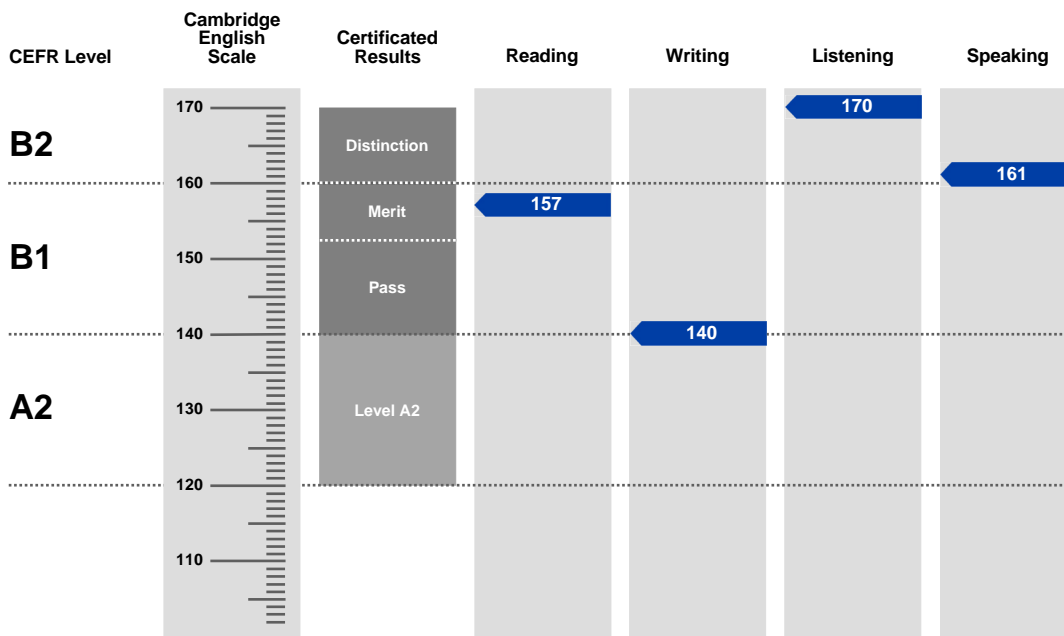 Cambridge
English
Scale
Certificated
Results
CEFR Level
Reading
Writing
Listening
Speaking
170
170
B2
Distinction
161
160
157
Merit
B1
150
Pass
140
140
A2
130
Level A2
120
110